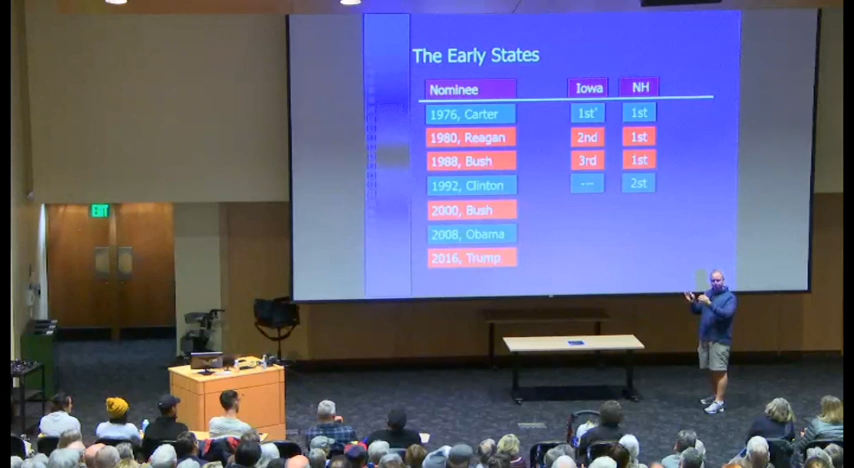 The Early States
Nominee Iowa NH
1976, Carter 1st* 1st
1980, Reagan 2nd 1st
1988, Bush 3rd 1st
1992, Clinton --- 2st
2000, Bush
2008, Obama
2016, Trump
EXIT